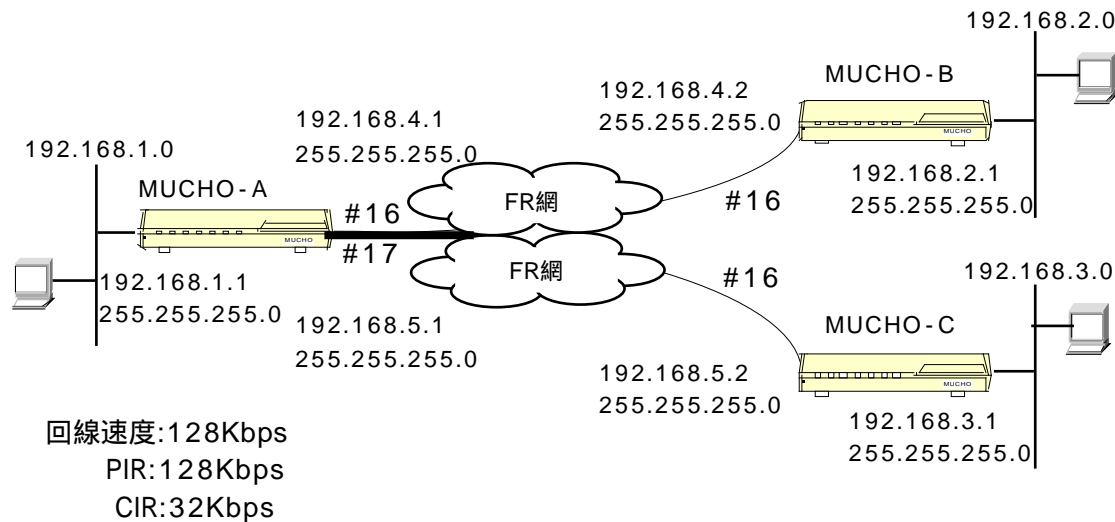 192.168.1.0
MUCHO-A
MUCHO
192.168.1.1
255.255.255.0
192.168.4.1
255.255.255.0
#16
#17
192.168.5.1
255.255.255.0
FR網
FR網
192.168.4.2
255.255.255.0
#16
MUCHO-B
MUCHO
192.168.2.0
192.168.2.1
255.255.255.0
#16
192.168.5.2
255.255.255.0
MUCHO-C
MUCHO
192.168.3.0
192.168.3.1
255.255.255.0
回線速度:128Kbps
PIR:128Kbps
CIR:32Kbps